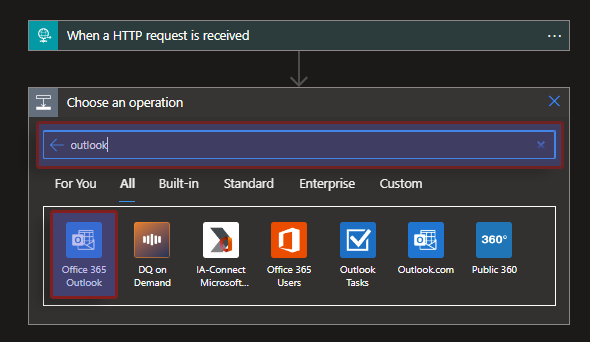 When a HTTP request is received
Choose an operation
outlook
For You All Built-in Standard Enterprise Custom
Office 365 Outlook
DQ on Demand
IA-Connect Microsoft...
Office 365 Users
Outlook Tasks
Outlook.com
360°
Public 360